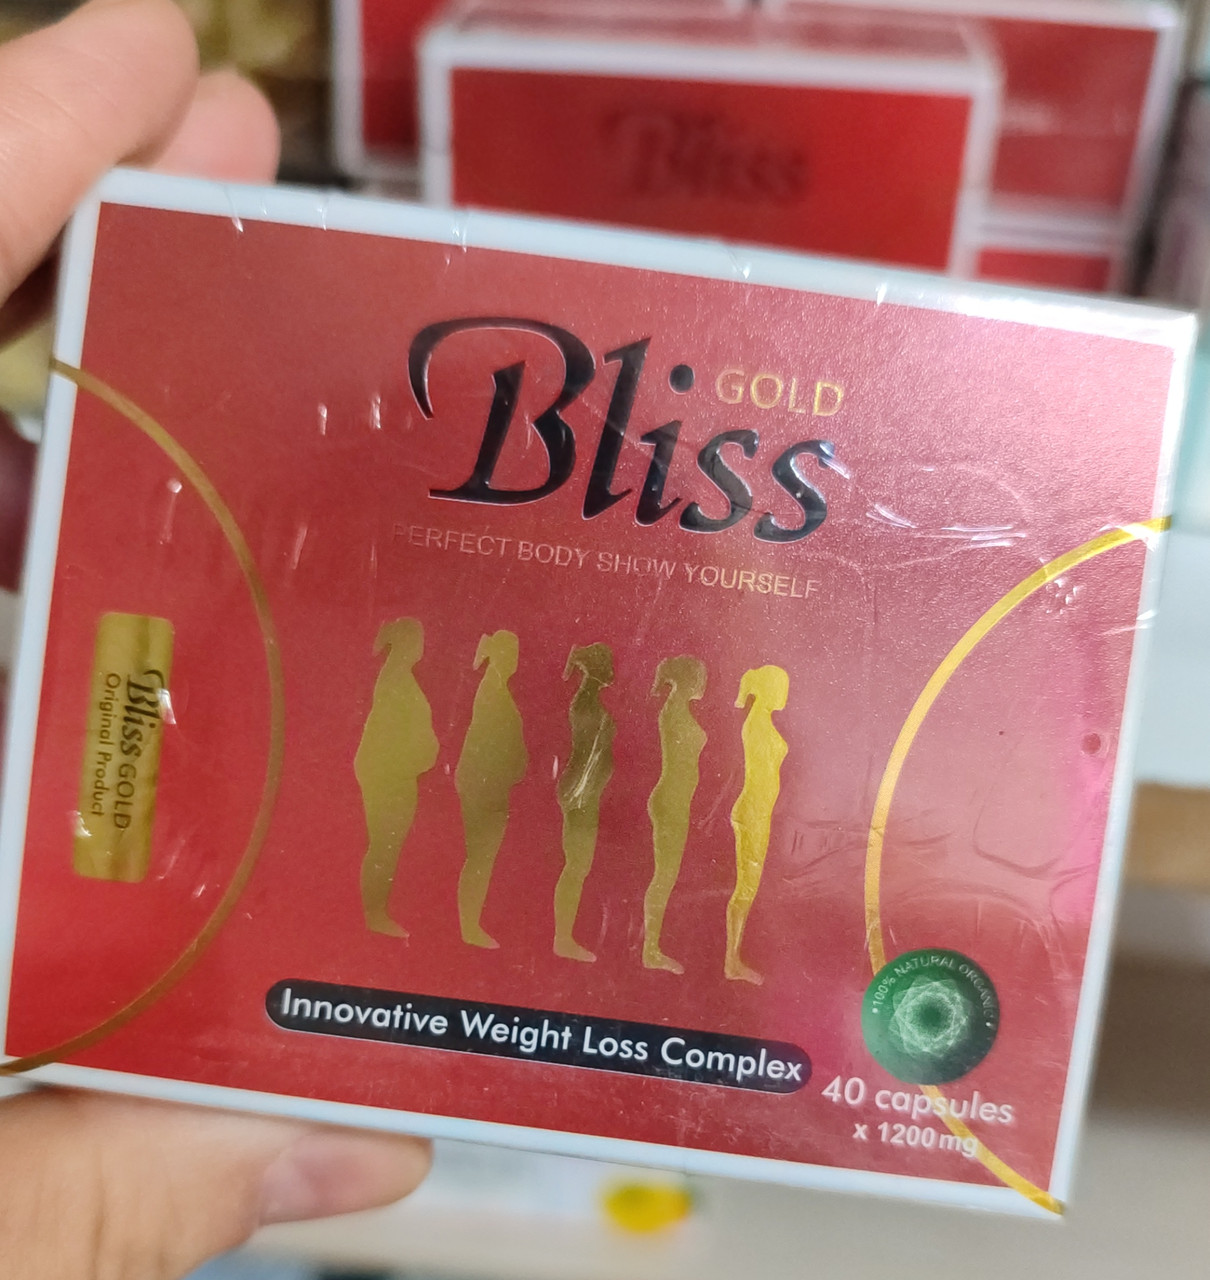 Bliss
Bliss GOLD
PERFECT BODY SHOW YOURSELF
Bliss GOLD
Original Product
Innovative Weight Loss Complex
100% NATURAL ORGANIC
40 capsules
x 1200mg